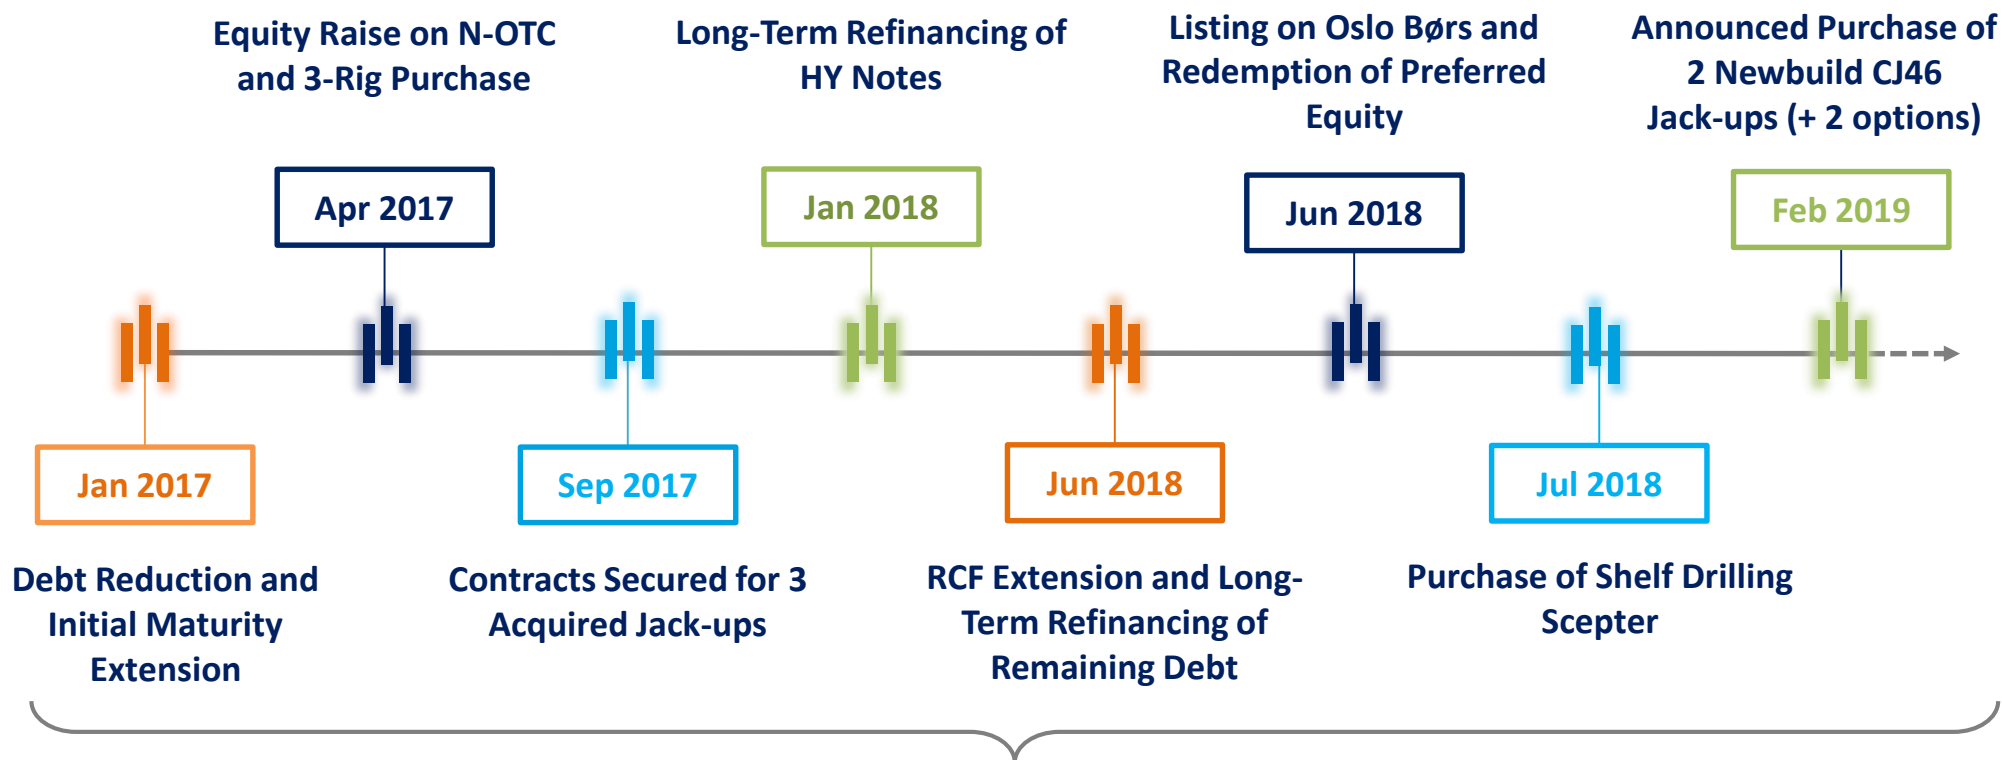 Equity Raise on N-OTC
and 3-Rig Purchase
Long-Term Refinancing of
HY Notes
Listing on Oslo Børs and
Redemption of Preferred
Equity
Announced Purchase of
2 Newbuild CJ46
Jack-ups (+ 2 options)
Apr 2017
Jan 2018
Jun 2018
Feb 2019
Jan 2017
Sep 2017
Jun 2018
Jul 2018
Debt Reduction and
Initial Maturity
Extension
Contracts Secured for 3
Acquired Jack-ups
RCF Extension and Long-
Term Refinancing of
Remaining Debt
Purchase of Shelf Drilling
Scepter